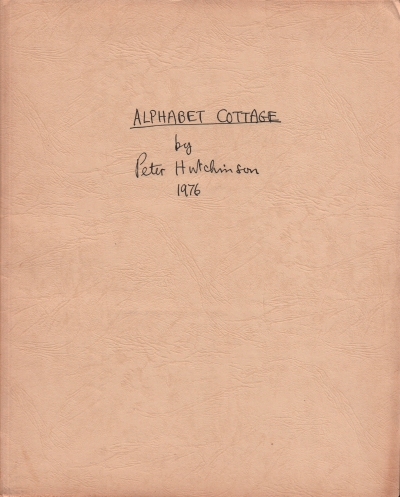 ALPHABET COTTAGE
by
Peter Hutchinson
1976